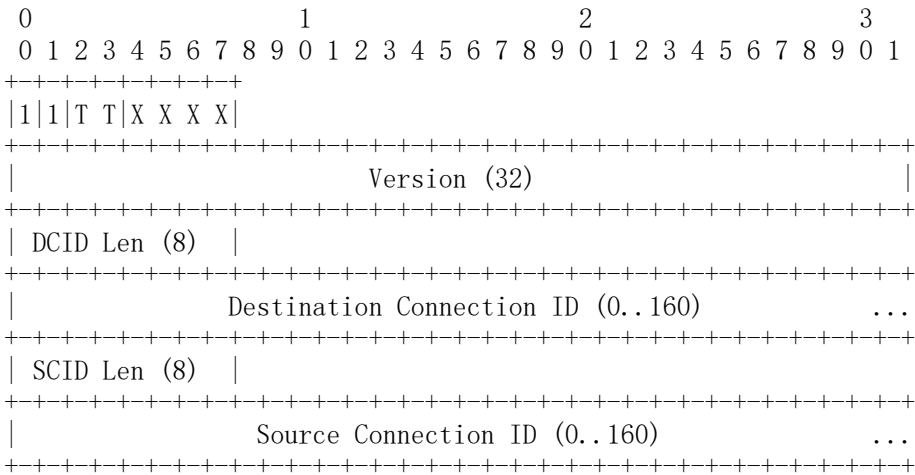 0                   1                   2                   3
 0 1 2 3 4 5 6 7 8 9 0 1 2 3 4 5 6 7 8 9 0 1 2 3 4 5 6 7 8 9 0 1
+-+-+-+-+-+-+-+-+
|1|1|T T|X X X X|
+-+-+-+-+-+-+-+-+-+-+-+-+-+-+-+-+-+-+-+-+-+-+-+-+-+-+-+-+-+-+-+-+
|                         Version (32)                          |
+-+-+-+-+-+-+-+-+-+-+-+-+-+-+-+-+-+-+-+-+-+-+-+-+-+-+-+-+-+-+-+-+
| DCID Len (8)  |
+-+-+-+-+-+-+-+-+-+-+-+-+-+-+-+-+-+-+-+-+-+-+-+-+-+-+-+-+-+-+-+-+
|               Destination Connection ID (0..160)            ...
+-+-+-+-+-+-+-+-+-+-+-+-+-+-+-+-+-+-+-+-+-+-+-+-+-+-+-+-+-+-+-+-+
| SCID Len (8)  |
+-+-+-+-+-+-+-+-+-+-+-+-+-+-+-+-+-+-+-+-+-+-+-+-+-+-+-+-+-+-+-+-+
|                 Source Connection ID (0..160)               ...
+-+-+-+-+-+-+-+-+-+-+-+-+-+-+-+-+-+-+-+-+-+-+-+-+-+-+-+-+-+-+-+-+